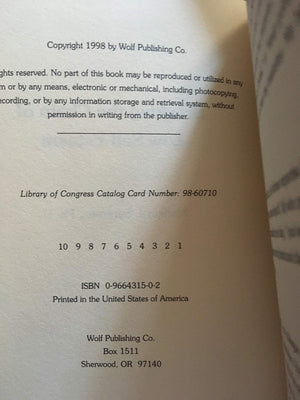 Copyright 1998 by Wolf Publishing Co.
ghts reserved. No part of this book may be reproduced or utilized in any
m or by any means, electronic or mechanical, including photocopying,
ecording, or by any information storage and retrieval system, without
permission in writing from the publisher.
Library of Congress Catalog Card Number: 98-60710
10 9 8 7 6 5 4 3 2 1
ISBN 0-9664315-0-2
Printed in the United States of America
Wolf Publishing Co.
Box 1511
Sherwood, OR 97140